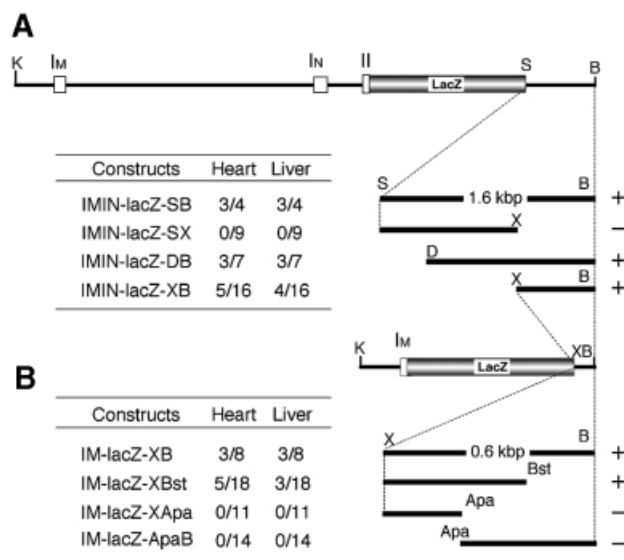 A
K IM IN II LacZ S B
Constructs Heart Liver
IMIN-lacZ-SB 3/4 3/4
IMIN-lacZ-SX 0/9 0/9
IMIN-lacZ-DB 3/7 3/7
IMIN-lacZ-XB 5/16 4/16
S 1.6 kbp B +
X −
D +
X B +
K IM LacZ XB
B
Constructs Heart Liver
IM-lacZ-XB 3/8 3/8
IM-lacZ-XBst 5/18 3/18
IM-lacZ-XApa 0/11 0/11
IM-lacZ-ApaB 0/14 0/14
X 0.6 kbp B +
Bst +
Apa −
Apa −